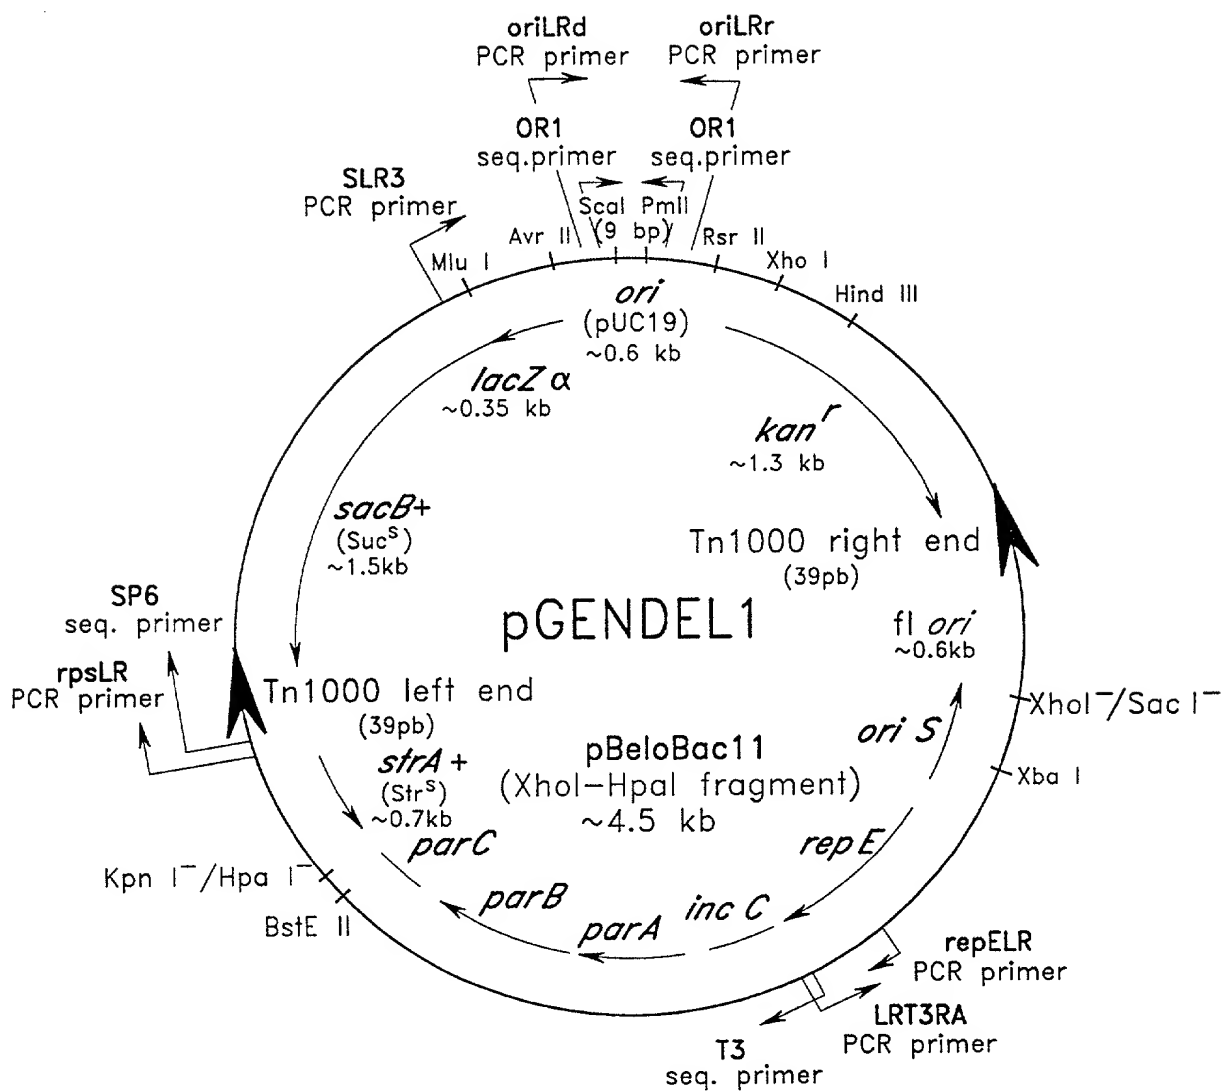 oriLRd
PCR primer
oriLRr
PCR primer
OR1
seq.primer
OR1
seq.primer
SLR3
PCR primer
ScaI PmlI
(9 bp)
Avr II
Rsr II
Mlu I
Xho I
Hind III
ori
(pUC19)
~0.6 kb
lacZ α
~0.35 kb
kan r
~1.3 kb
sacB+
(Suc s)
~1.5kb
Tn1000 right end
(39pb)
SP6
seq. primer
rpsLR
PCR primer
pGENDEL1
fl ori
~0.6kb
Tn1000 left end
(39pb)
XhoI⁻/Sac I⁻
ori S
pBeloBac11
(XhoI-HpaI fragment)
~4.5 kb
strA +
(Str s)
~0.7kb
Xba I
parC
rep E
Kpn I⁻/Hpa I⁻
parB
inc C
BstE II
parA
repELR
PCR primer
LRT3RA
PCR primer
T3
seq. primer